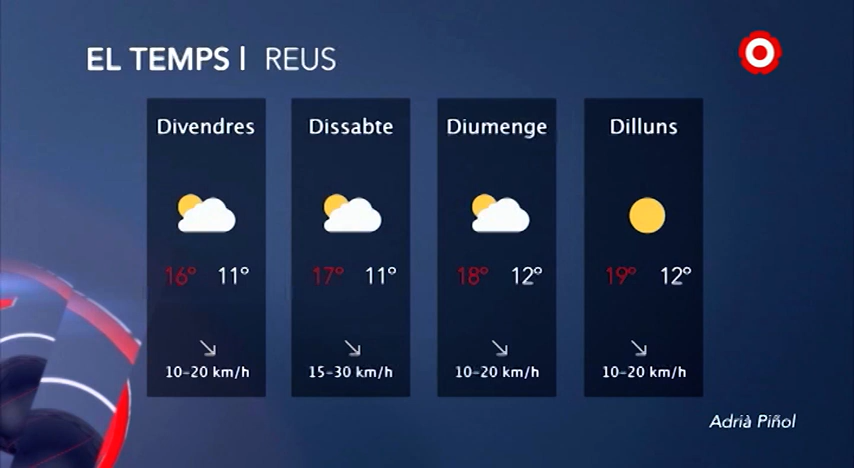 EL TEMPS | REUS
Divendres
16° 11°
10-20 km/h
Dissabte
17° 11°
15-30 km/h
Diumenge
18° 12°
10-20 km/h
Dilluns
19° 12°
10-20 km/h
Adrià Piñol